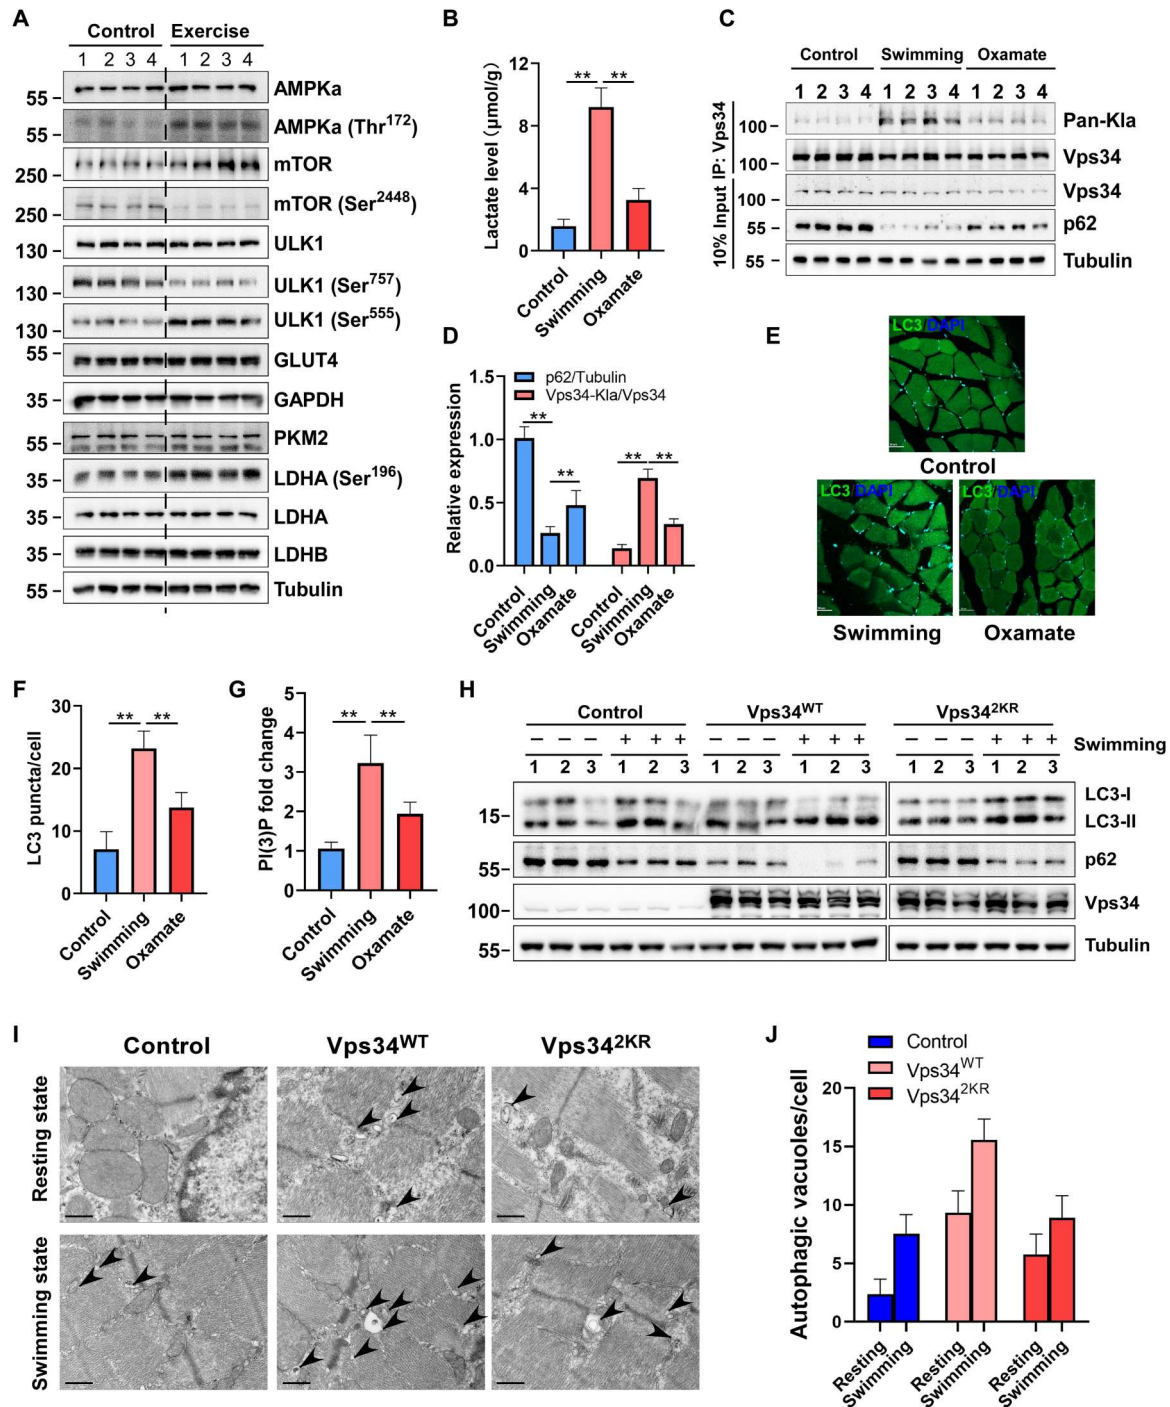 A
Control Exercise
1 2 3 4 1 2 3 4
55 AMPKa
55 AMPKa (Thr172)
250 mTOR
250 mTOR (Ser2448)
130 ULK1
130 ULK1 (Ser757)
130 ULK1 (Ser555)
55 GLUT4
35 GAPDH
55 PKM2
35 LDHA (Ser196)
35 LDHA
35 LDHB
55 Tubulin
B
Lactate level (μmol/g)
12
8
4
0
** **
Control
Swimming
Oxamate
C
Control Swimming Oxamate
1 2 3 4 1 2 3 4 1 2 3 4
IP: Vps34
10% Input
100 Pan-Kla
100 Vps34
100 Vps34
55 p62
55 Tubulin
D
Relative expression
1.5
1.0
0.5
0.0
p62/Tubulin
Vps34-Kla/Vps34
** ** ** **
Control
Swimming
Oxamate
Control
Swimming
Oxamate
E
LC3/DAPI
Control
LC3/DAPI
Swimming
LC3/DAPI
Oxamate
F
LC3 puncta/cell
30
20
10
0
** **
Control
Swimming
Oxamate
G
PI(3)P fold change
5
4
3
2
1
0
** **
Control
Swimming
Oxamate
H
Control Vps34WT Vps342KR
− − − + + + − − − + + + − − − + + + Swimming
1 2 3 1 2 3 1 2 3 1 2 3 1 2 3 1 2 3
15 LC3-I
LC3-II
55 p62
100 Vps34
55 Tubulin
I
Control Vps34WT Vps342KR
Resting state
Swimming state
J
Control
Vps34WT
Vps342KR
Autophagic vacuoles/cell
20
15
10
5
0
Resting
Swimming
Resting
Swimming
Resting
Swimming